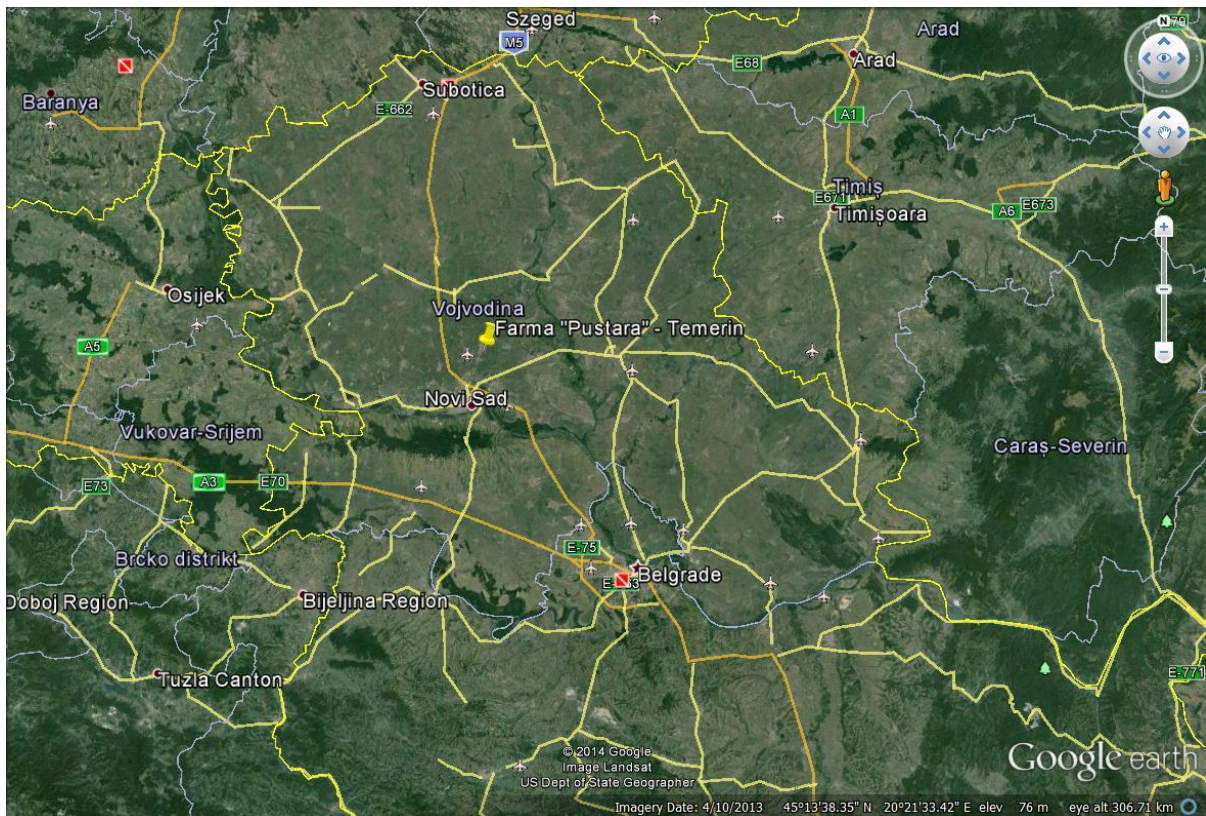 Szeged
M5
Arad
N
79
E68
Arad
Baranya
Subotica
E-662
A1
Timiș
E671
Timișoara
A6
E673
Osijek
Vojvodina
Farma "Pustara" - Temerin
A5
Novi Sad
Vukovar-Srijem
Caraș-Severin
E73
A3
E70
E-75
Brcko distrikt
Belgrade
Doboj Region
Bijeljina Region
Tuzla Canton
E-771
© 2014 Google
Image Landsat
US Dept of State Geographer
Google earth
Imagery Date: 4/10/2013 45°13'38.35" N 20°21'33.42" E elev 76 m eye alt 306.71 km